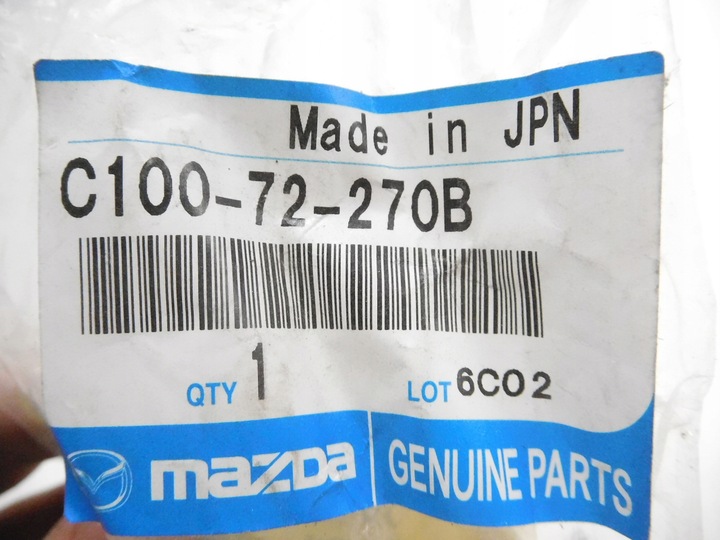 Made in JPN
C100-72-270B
QTY 1 LOT 6C02
mazda GENUINE PARTS